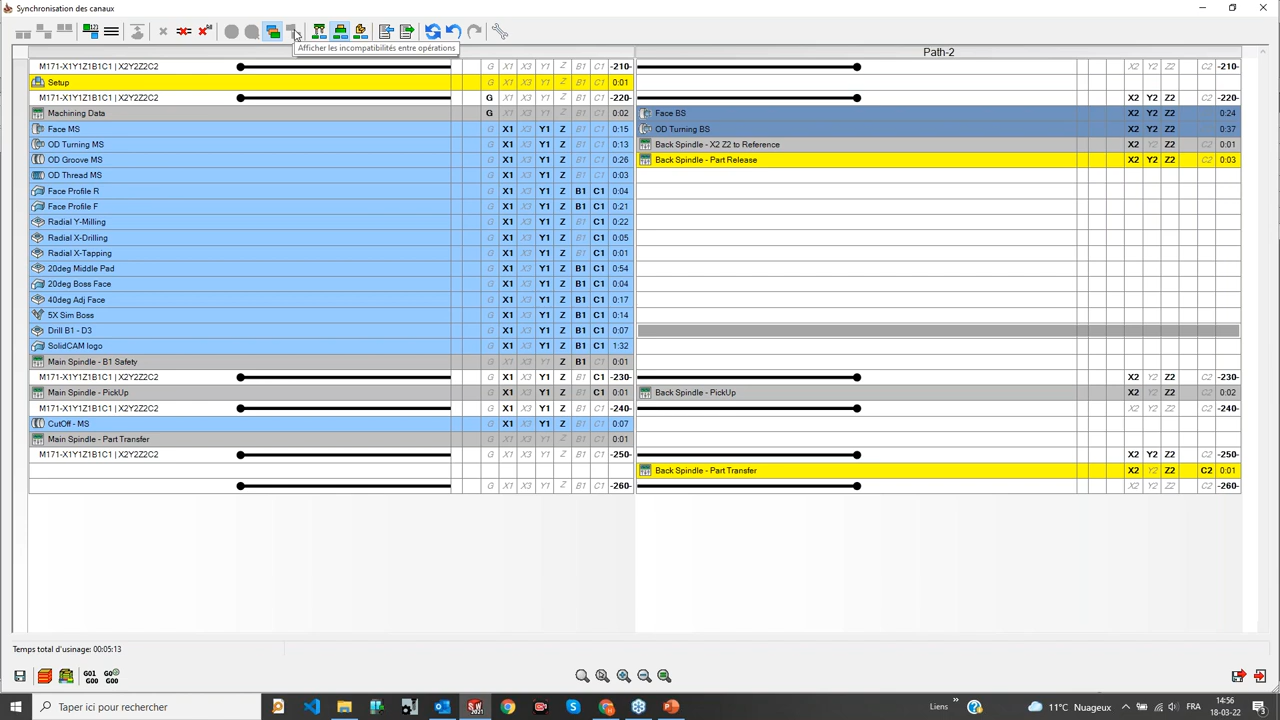 Synchronisation des canaux
Afficher les incompatibilités entre opérations
Path-2
M171-X1Y1Z1B1C1 | X2Y2Z2C2 G X1 X3 Y1 Z B1 C1 -210- X2 Y2 Z2 C2 -210-
Setup G X1 X3 Y1 Z B1 C1 0:01
M171-X1Y1Z1B1C1 | X2Y2Z2C2 G X1 X3 Y1 Z B1 C1 -220- X2 Y2 Z2 C2 -220-
Machining Data G X1 X3 Y1 Z B1 C1 0:02 Face BS X2 Y2 Z2 0:24
Face MS G X1 X3 Y1 Z B1 C1 0:15 OD Turning BS X2 Y2 Z2 0:37
OD Turning MS G X1 X3 Y1 Z B1 C1 0:13 Back Spindle - X2 Z2 to Reference X2 Y2 Z2 C2 0:01
OD Groove MS G X1 X3 Y1 Z B1 C1 0:26 Back Spindle - Part Release X2 Y2 Z2 C2 0:03
OD Thread MS G X1 X3 Y1 Z B1 C1 0:03
Face Profile R G X1 X3 Y1 Z B1 C1 0:04
Face Profile F G X1 X3 Y1 Z B1 C1 0:21
Radial Y-Milling G X1 X3 Y1 Z B1 C1 0:22
Radial X-Drilling G X1 X3 Y1 Z B1 C1 0:05
Radial X-Tapping G X1 X3 Y1 Z B1 C1 0:01
20deg Middle Pad G X1 X3 Y1 Z B1 C1 0:54
20deg Boss Face G X1 X3 Y1 Z B1 C1 0:04
40deg Adj Face G X1 X3 Y1 Z B1 C1 0:17
5X Sim Boss G X1 X3 Y1 Z B1 C1 0:14
Drill B1 - D3 G X1 X3 Y1 Z B1 C1 0:07
SolidCAM logo G X1 X3 Y1 Z B1 C1 1:32
Main Spindle - B1 Safety G X1 X3 Y1 Z B1 C1 0:01
M171-X1Y1Z1B1C1 | X2Y2Z2C2 G X1 X3 Y1 Z B1 C1 -230- X2 Y2 Z2 C2 -230-
Main Spindle - PickUp G X1 X3 Y1 Z B1 C1 0:01 Back Spindle - PickUp X2 Y2 Z2 C2 0:02
M171-X1Y1Z1B1C1 | X2Y2Z2C2 G X1 X3 Y1 Z B1 C1 -240- X2 Y2 Z2 C2 -240-
CutOff - MS G X1 X3 Y1 Z B1 C1 0:07
Main Spindle - Part Transfer G X1 X3 Y1 Z B1 C1 0:01
M171-X1Y1Z1B1C1 | X2Y2Z2C2 G X1 X3 Y1 Z B1 C1 -250- X2 Y2 Z2 C2 -250-
Back Spindle - Part Transfer X2 Y2 Z2 C2 0:01
G X1 X3 Y1 Z B1 C1 -260- X2 Y2 Z2 C2 -260-
Temps total d'usinage: 00:05:13
G01 G00
G00
Taper ici pour rechercher
Liens
11°C Nuageux
FRA
14:56
18-03-22